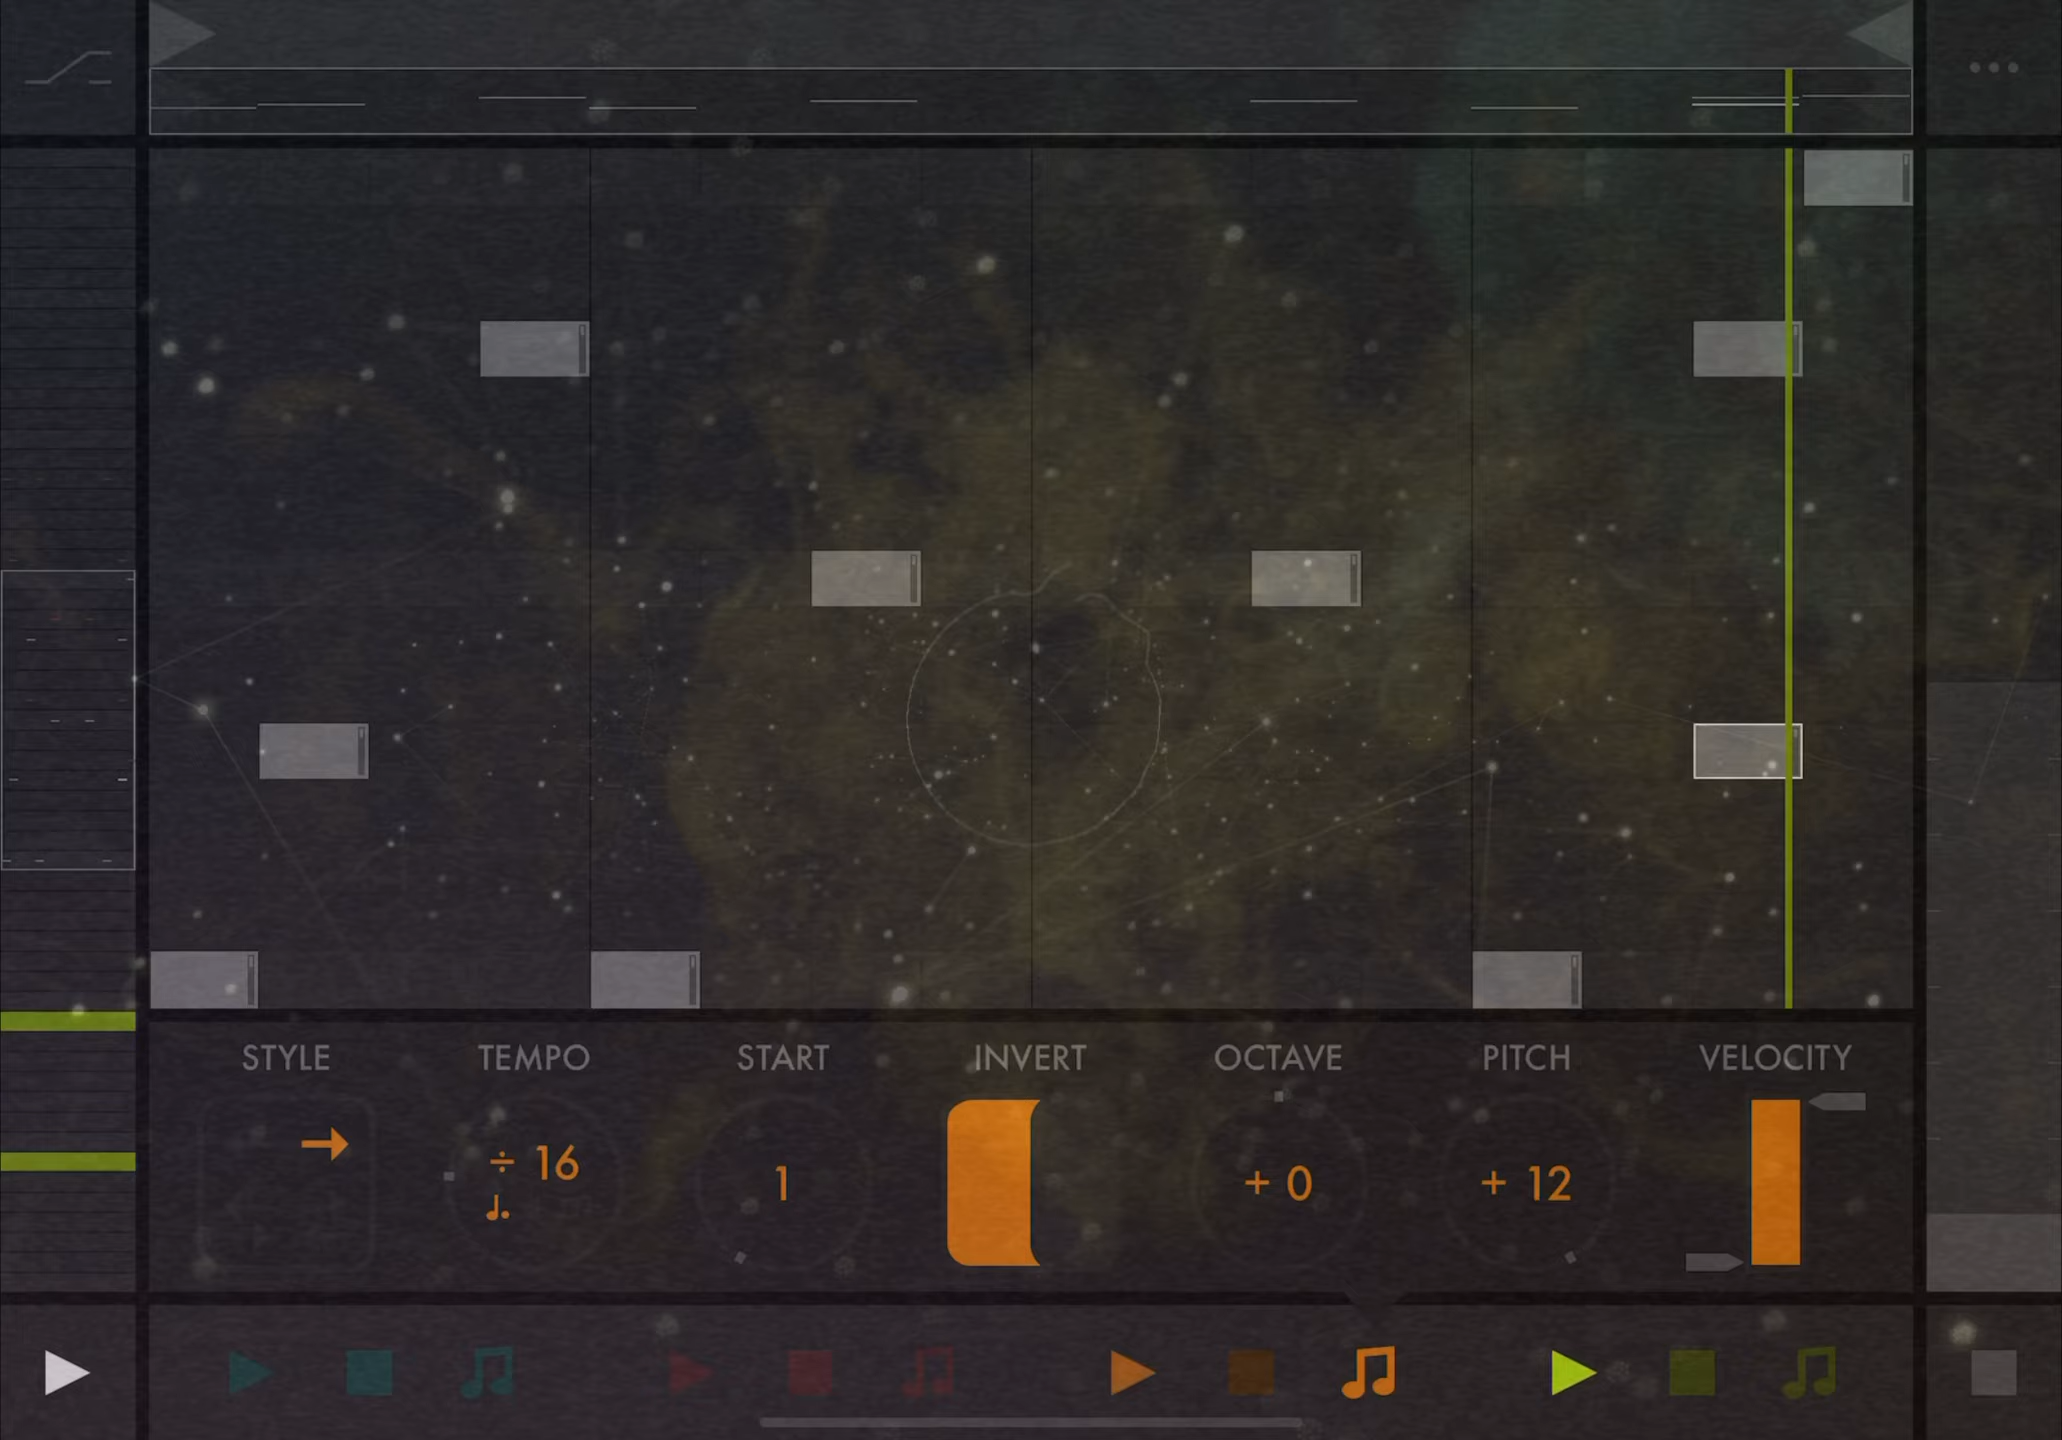 STYLE TEMPO START INVERT OCTAVE PITCH VELOCITY
÷ 16 1 + 0 + 12